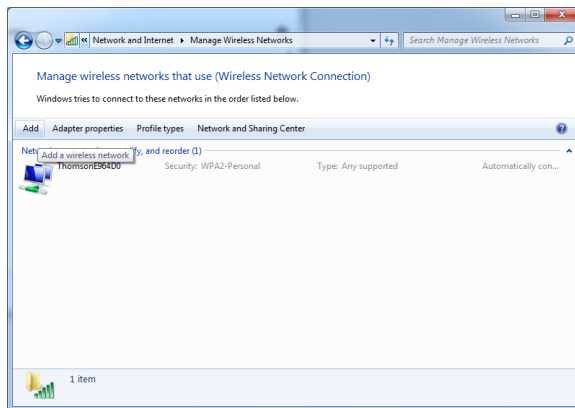 « Network and Internet ▸ Manage Wireless Networks
Search Manage Wireless Networks
Manage wireless networks that use (Wireless Network Connection)
Windows tries to connect to these networks in the order listed below.
Add Adapter properties Profile types Network and Sharing Center
Add a wireless network
and reorder (1)
ThomsonE964D0 Security: WPA2-Personal Type: Any supported Automatically con...
1 item